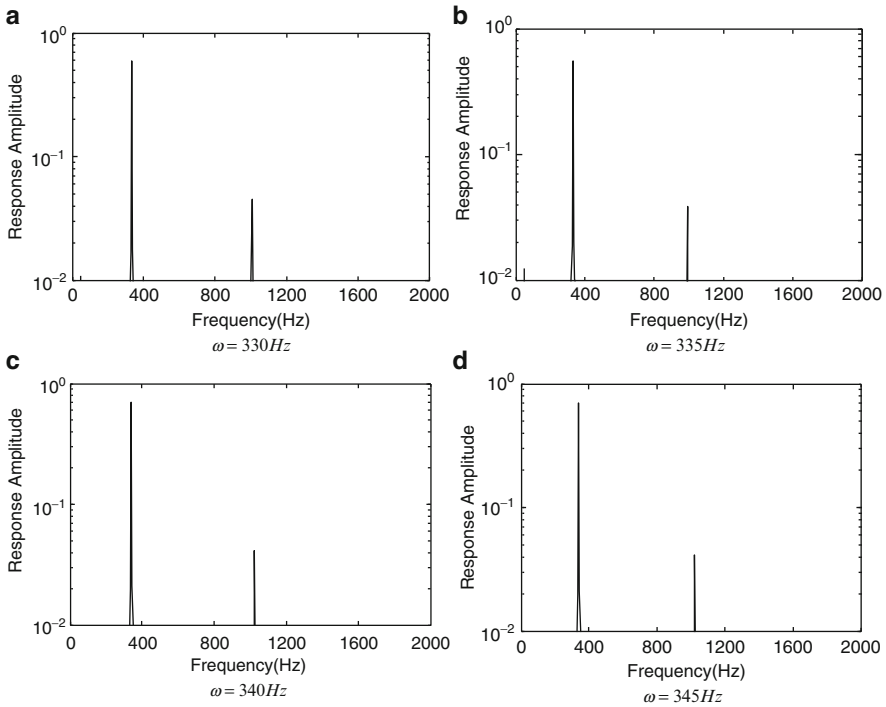 a
10^0
10^-1
10^-2
Response Amplitude
0 400 800 1200 1600 2000
Frequency(Hz)
ω = 330Hz
b
10^0
10^-1
10^-2
Response Amplitude
0 400 800 1200 1600 2000
Frequency(Hz)
ω = 335Hz
c
10^0
10^-1
10^-2
Response Amplitude
0 400 800 1200 1600 2000
Frequency(Hz)
ω = 340Hz
d
10^0
10^-1
10^-2
Response Amplitude
0 400 800 1200 1600 2000
Frequency(Hz)
ω = 345Hz